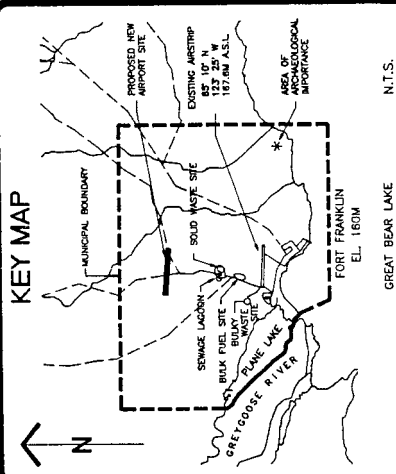 KEY MAP
N
MUNICIPAL BOUNDARY
PROPOSED NEW
AIRPORT SITE
EXISTING AIRSTRIP
65° 10' N
123° 25' W
167.6M A.S.L.
AREA OF
ARCHAEOLOGICAL
IMPORTANCE
SOLID WASTE SITE
SEWAGE LAGOON
BULK FUEL SITE
BULKY
WASTE
SITE
PLANE LAKE
GREYGOOSE RIVER
FORT FRANKLIN
EL. 160M
GREAT BEAR LAKE
N.T.S.